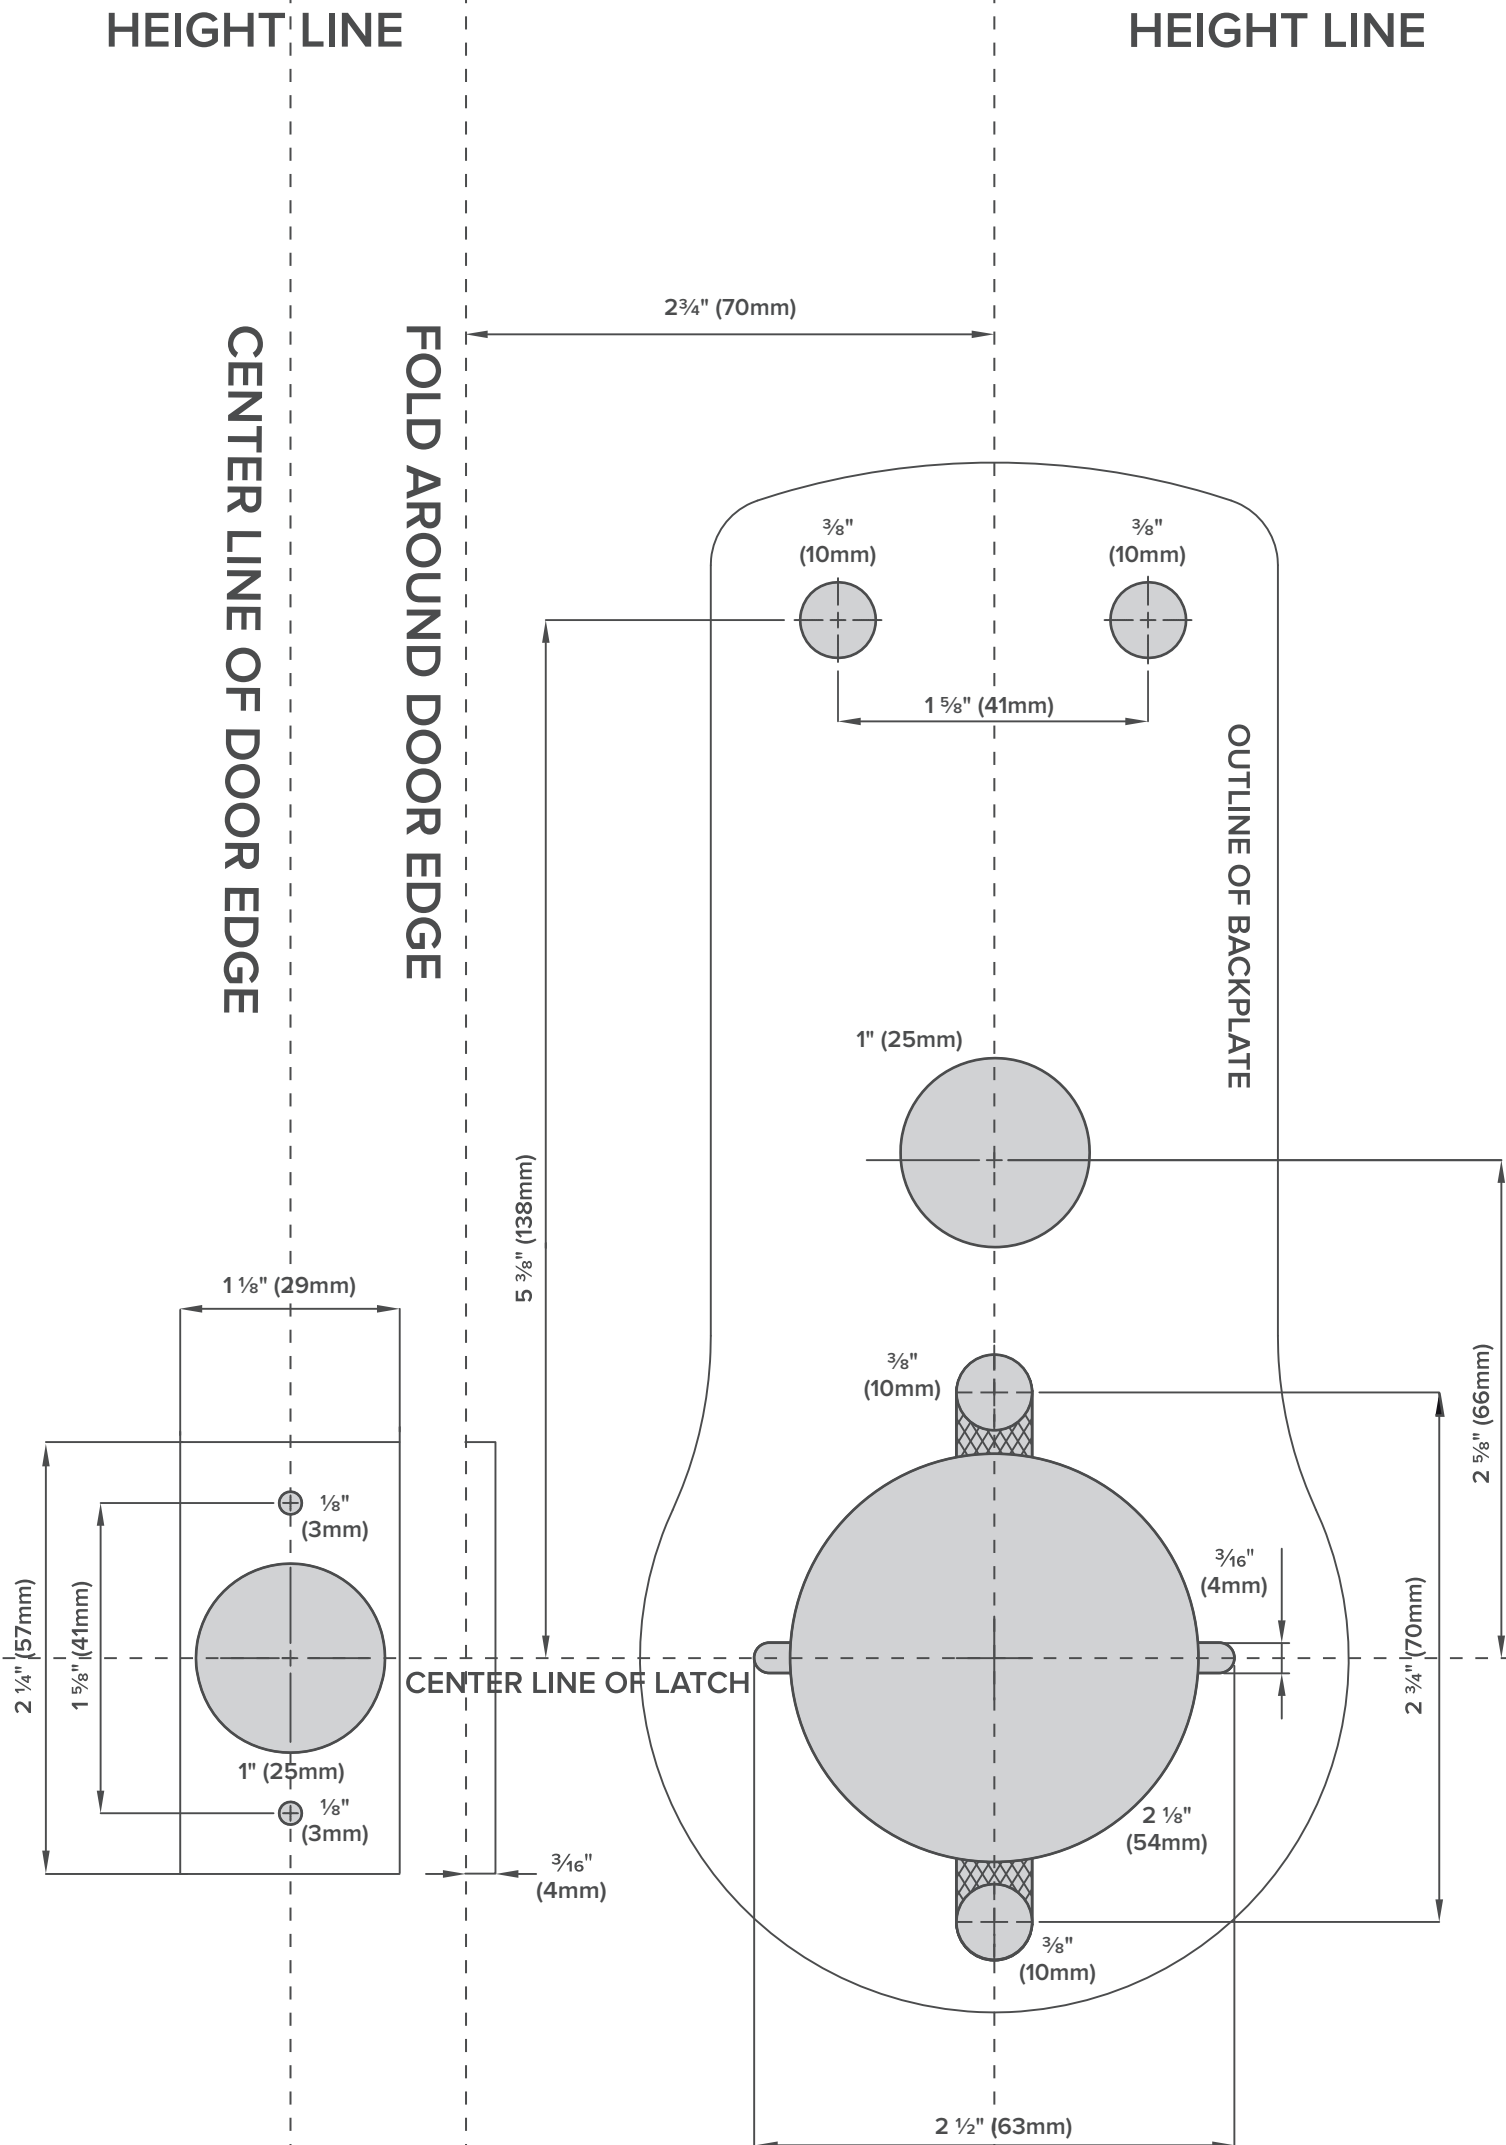 HEIGHT LINE
HEIGHT LINE
2¾" (70mm)
CENTER LINE OF DOOR EDGE
FOLD AROUND DOOR EDGE
⅜"
(10mm)
⅜"
(10mm)
1 ⅝" (41mm)
OUTLINE OF BACKPLATE
1" (25mm)
5 ⅜" (138mm)
1 ⅛" (29mm)
⅜"
(10mm)
2 ⅝" (66mm)
⅛"
(3mm)
3⁄16"
(4mm)
2 ¼" (57mm)
1 ⅝" (41mm)
2 ¾" (70mm)
CENTER LINE OF LATCH
1" (25mm)
⅛"
(3mm)
2 ⅛"
(54mm)
3⁄16"
(4mm)
⅜"
(10mm)
2 ½" (63mm)